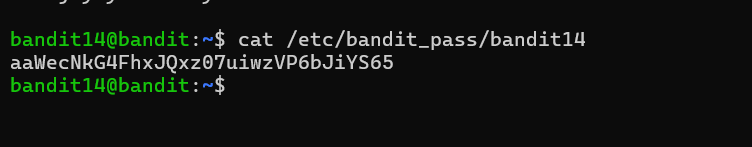 bandit14@bandit:~$ cat /etc/bandit_pass/bandit14
aaWecNkG4FhxJQxz07uiwzVP6bJiYS65
bandit14@bandit:~$